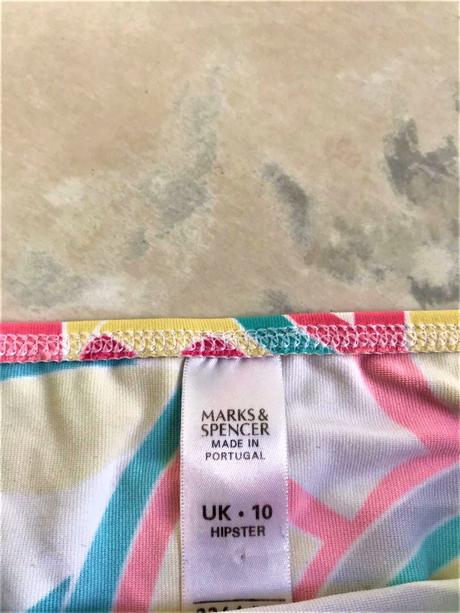 MARKS &
SPENCER
MADE IN
PORTUGAL
UK • 10
HIPSTER